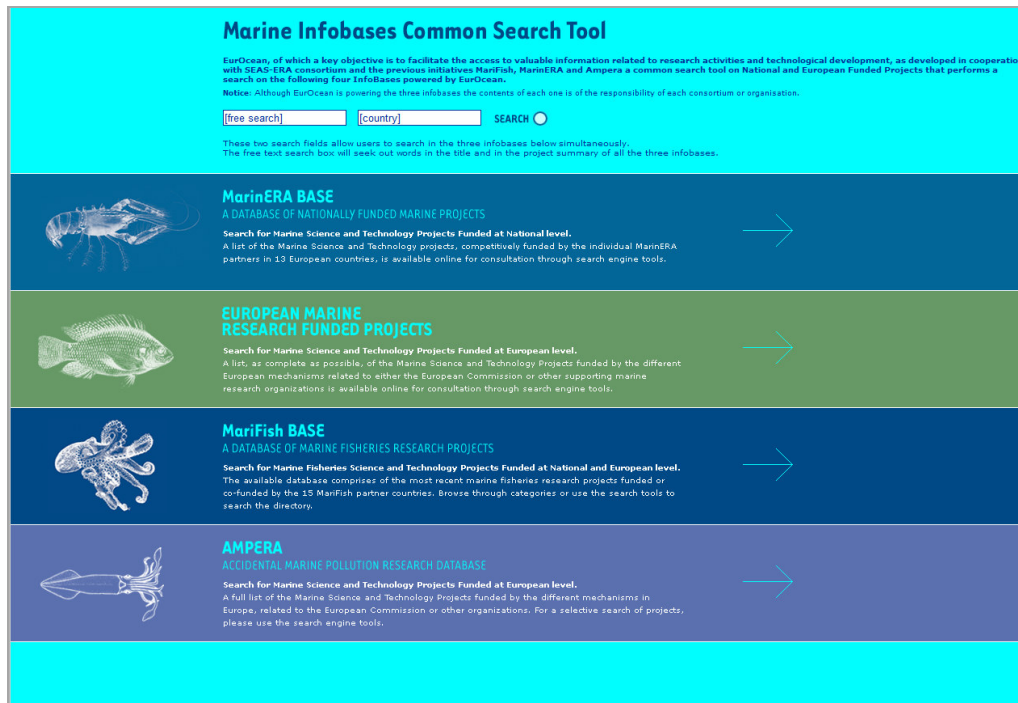 Marine Infobases Common Search Tool
EurOcean, of which a key objective is to facilitate the access to valuable information related to research activities and technological development, as developed in cooperatio
with SEAS-ERA consortium and the previous initiatives MariFish, MarinERA and Ampera a common search tool on National and European Funded Projects that performs a
search on the following four InfoBases powered by EurOcean.
Notice: Although EurOcean is powering the three infobases the contents of each one is of the responsibility of each consortium or organisation.
[free search] [country] SEARCH
These two search fields allow users to search in the three infobases below simultaneously.
The free text search box will seek out words in the title and in the project summary of all the three infobases.
MarinERA BASE
A DATABASE OF NATIONALLY FUNDED MARINE PROJECTS
Search for Marine Science and Technology Projects Funded at National level.
A list of the Marine Science and Technology projects, competitively funded by the individual MarinERA
partners in 13 European countries, is available online for consultation through search engine tools.
EUROPEAN MARINE
RESEARCH FUNDED PROJECTS
Search for Marine Science and Technology Projects Funded at European level.
A list, as complete as possible, of the Marine Science and Technology Projects funded by the different
European mechanisms related to either the European Commission or other supporting marine
research organizations is available online for consultation through search engine tools.
MariFish BASE
A DATABASE OF MARINE FISHERIES RESEARCH PROJECTS
Search for Marine Fisheries Science and Technology Projects Funded at National and European level.
The available database comprises of the most recent marine fisheries research projects funded or
co-funded by the 15 MariFish partner countries. Browse through categories or use the search tools to
search the directory.
AMPERA
ACCIDENTAL MARINE POLLUTION RESEARCH DATABASE
Search for Marine Science and Technology Projects Funded at European level.
A full list of the Marine Science and Technology Projects funded by the different mechanisms in
Europe, related to the European Commission or other organizations. For a selective search of projects,
please use the search engine tools.